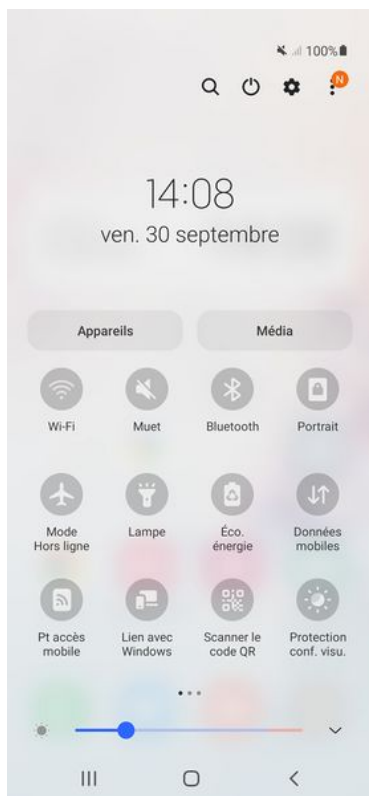 100%
N
14:08
ven. 30 septembre
Appareils Média
Wi-Fi Muet Bluetooth Portrait
Mode Lampe Éco. Données
Hors ligne énergie mobiles
Pt accès Lien avec Scanner le Protection
mobile Windows code QR conf. visu.